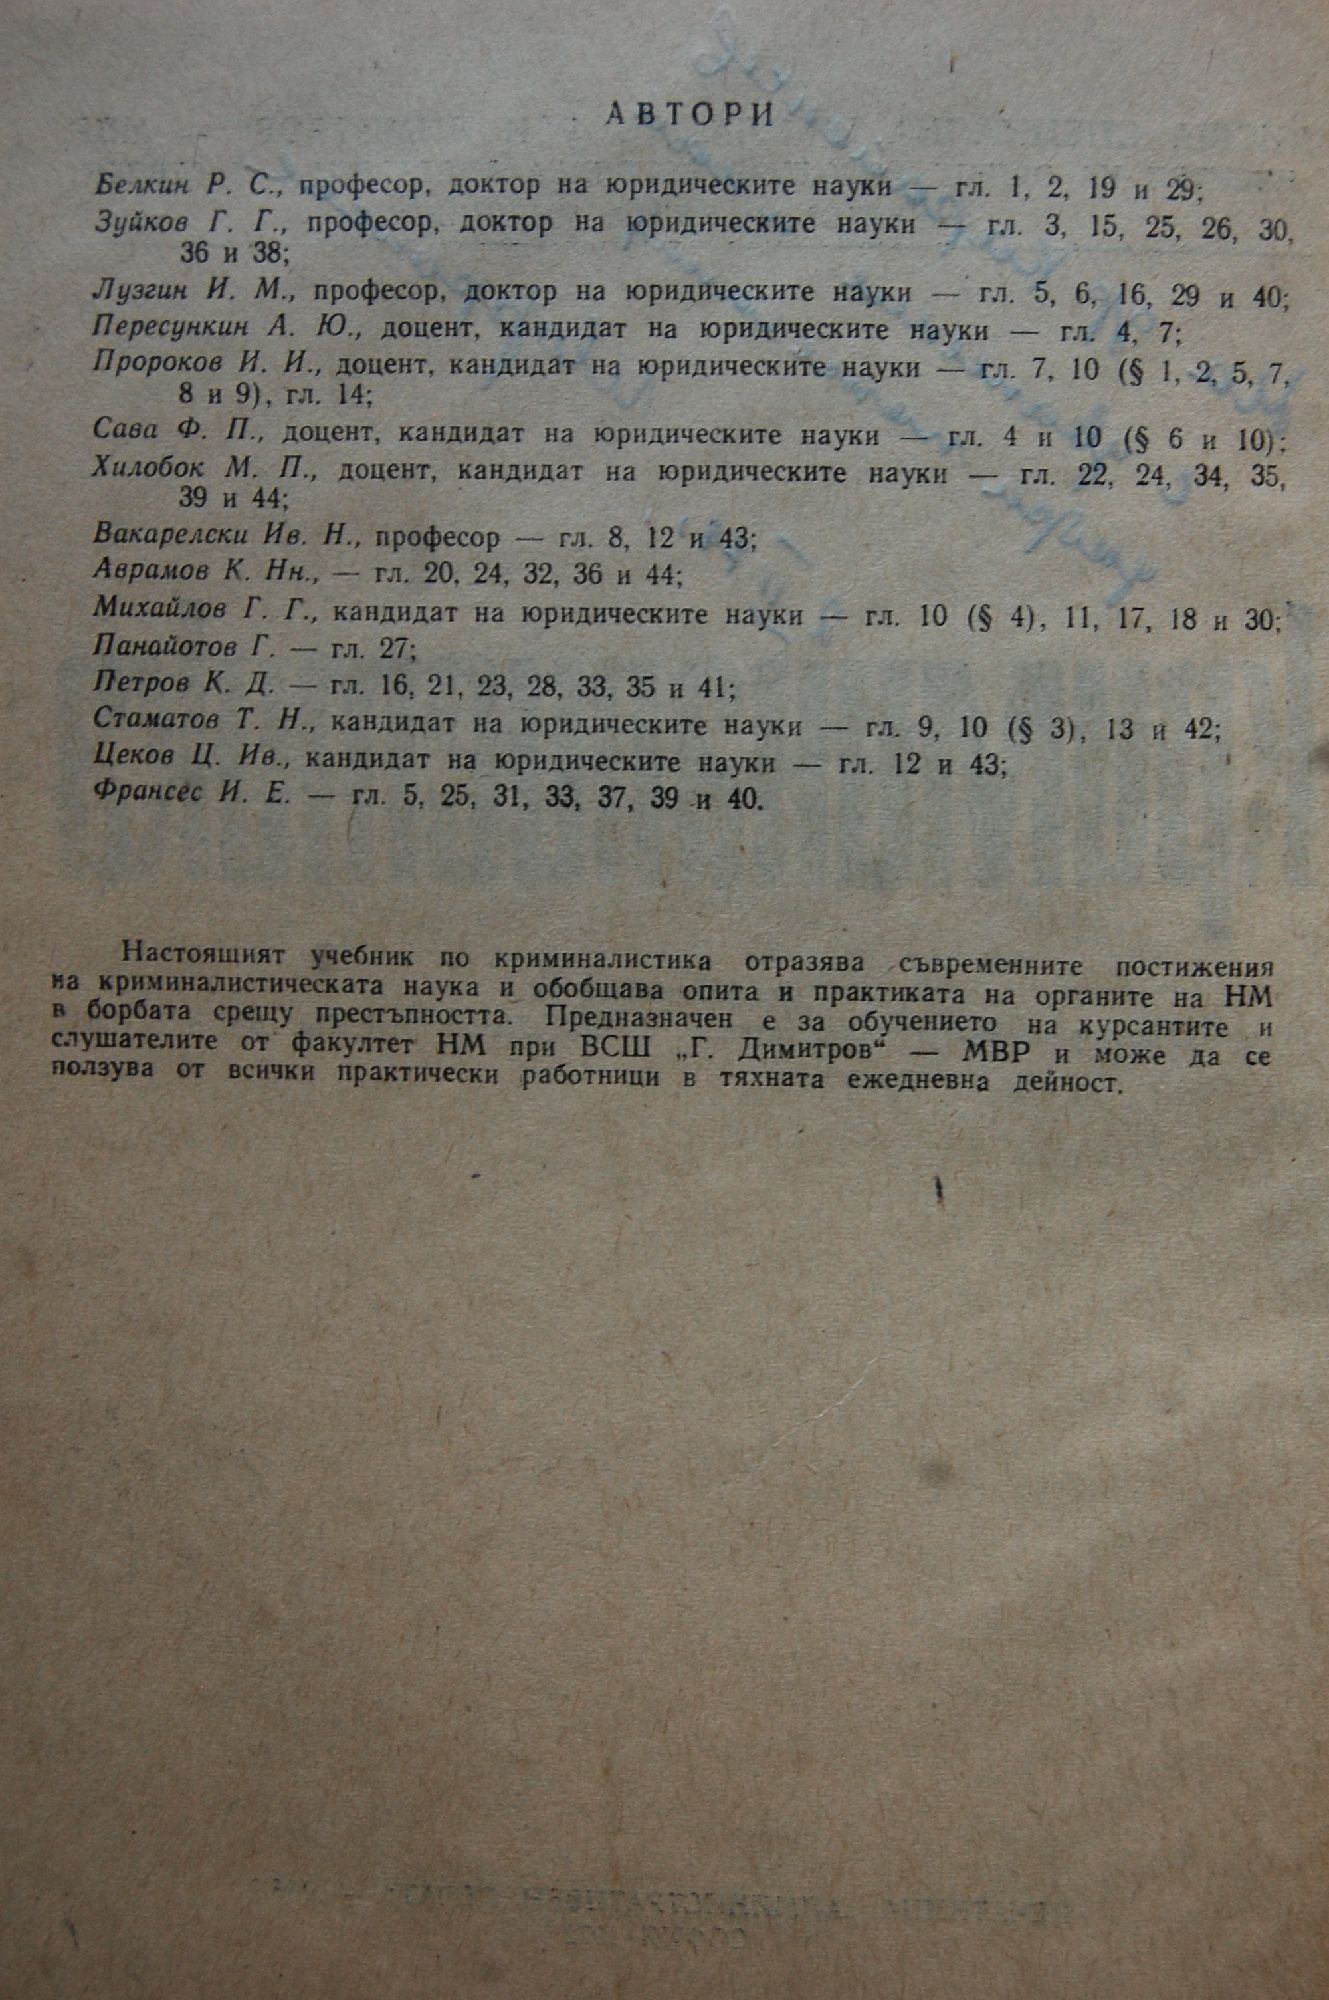 АВТОРИ
Белкин Р. С., професор, доктор на юридическите науки — гл. 1, 2, 19 и 29;
Зуйков Г. Г., професор, доктор на юридическите науки — гл. 3, 15, 25, 26, 30,
36 и 38;
Лузгин И. М., професор, доктор на юридическите науки — гл. 5, 6, 16, 29 и 40;
Пересункин А. Ю., доцент, кандидат на юридическите науки — гл. 4, 7;
Пророков И. И., доцент, кандидат на юридическите науки — гл. 7, 10 (§ 1, 2, 5, 7,
8 и 9), гл. 14;
Сава Ф. П., доцент, кандидат на юридическите науки — гл. 4 и 10 (§ 6 и 10);
Хилобок М. П., доцент, кандидат на юридическите науки — гл. 22, 24, 34, 35,
39 и 44;
Вакарелски Ив. Н., професор — гл. 8, 12 и 43;
Аврамов К. Нн., — гл. 20, 24, 32, 36 и 44;
Михайлов Г. Г., кандидат на юридическите науки — гл. 10 (§ 4), 11, 17, 18 и 30;
Панайотов Г. — гл. 27;
Петров К. Д. — гл. 16, 21, 23, 28, 33, 35 и 41;
Стаматов Т. Н., кандидат на юридическите науки — гл. 9, 10 (§ 3), 13 и 42;
Цеков Ц. Ив., кандидат на юридическите науки — гл. 12 и 43;
Франсес И. Е. — гл. 5, 25, 31, 33, 37, 39 и 40.
Настоящият учебник по криминалистика отразява съвременните постижения
на криминалистическата наука и обобщава опита и практиката на органите на НМ
в борбата срещу престъпността. Предназначен е за обучението на курсантите и
слушателите от факултет НМ при ВСШ „Г. Димитров“ — МВР и може да се
ползува от всички практически работници в тяхната ежедневна дейност.